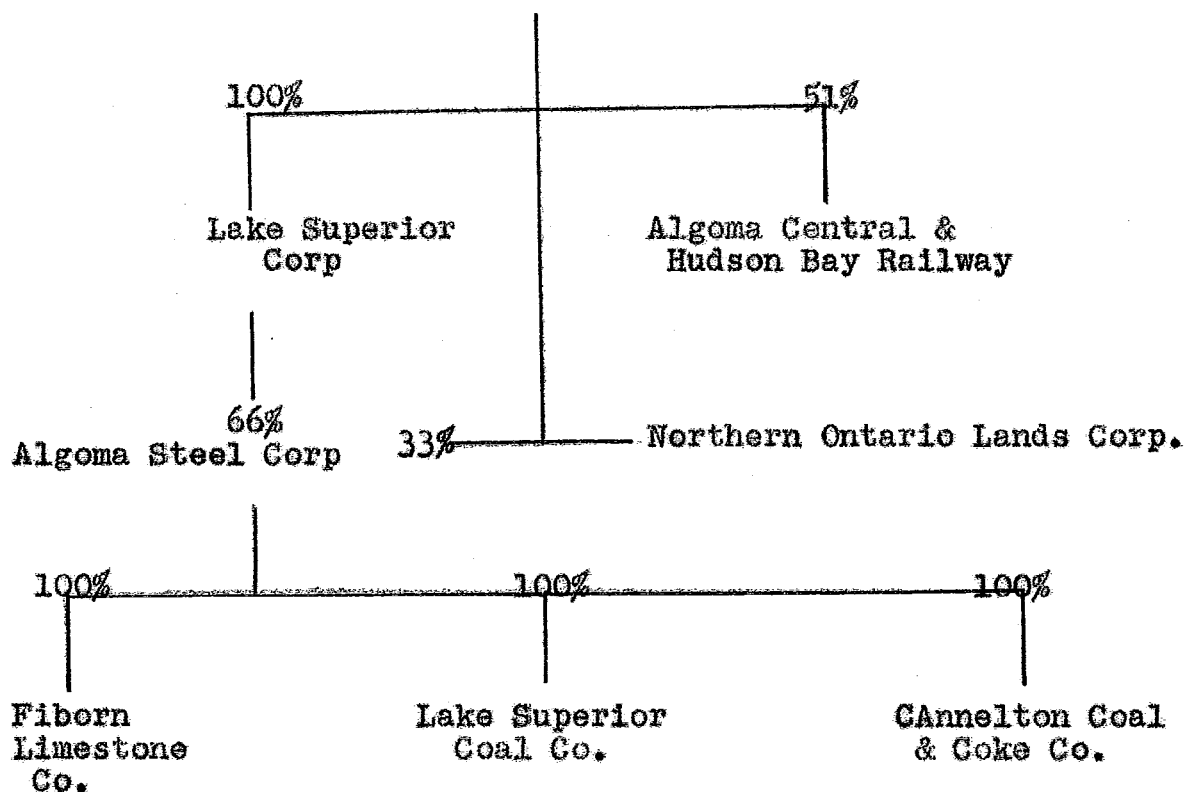 100%
51%
Lake Superior
Corp
Algoma Central &
Hudson Bay Railway
66%
Algoma Steel Corp
33%
Northern Ontario Lands Corp.
100%
100%
100%
Fiborn
Limestone
Co.
Lake Superior
Coal Co.
CAnnelton Coal
& Coke Co.